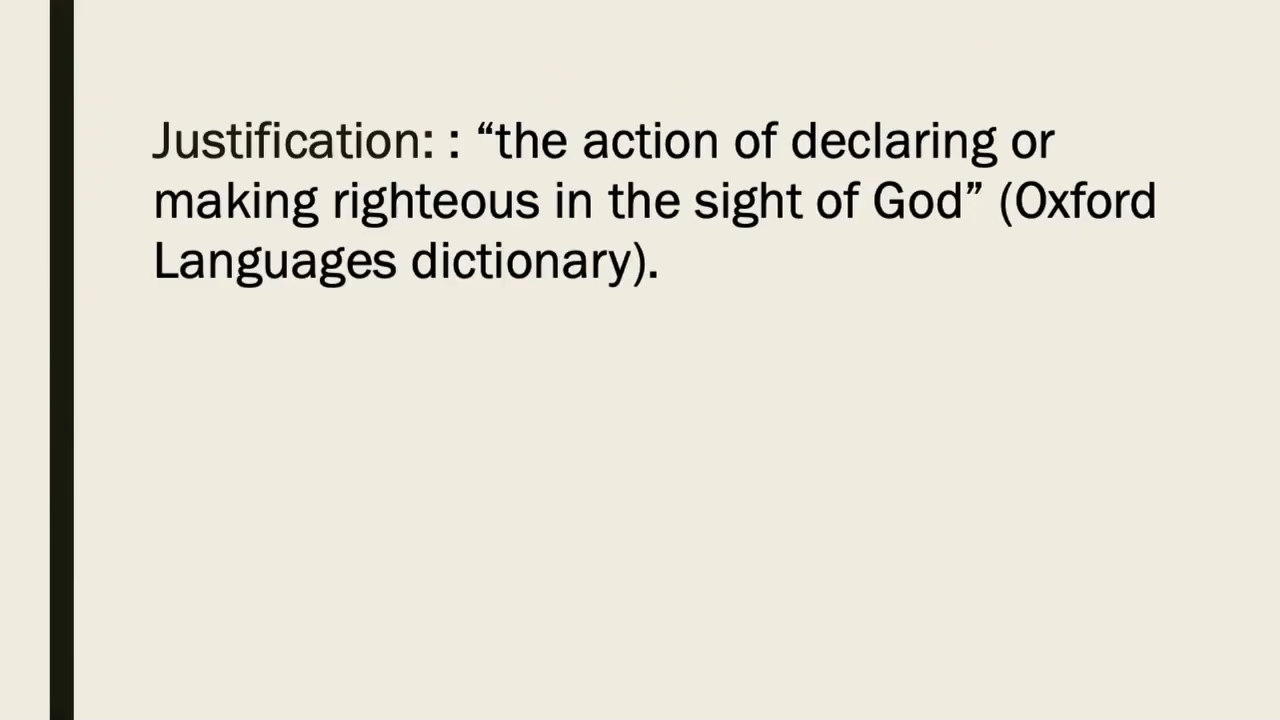 Justification: : “the action of declaring or
making righteous in the sight of God” (Oxford
Languages dictionary).